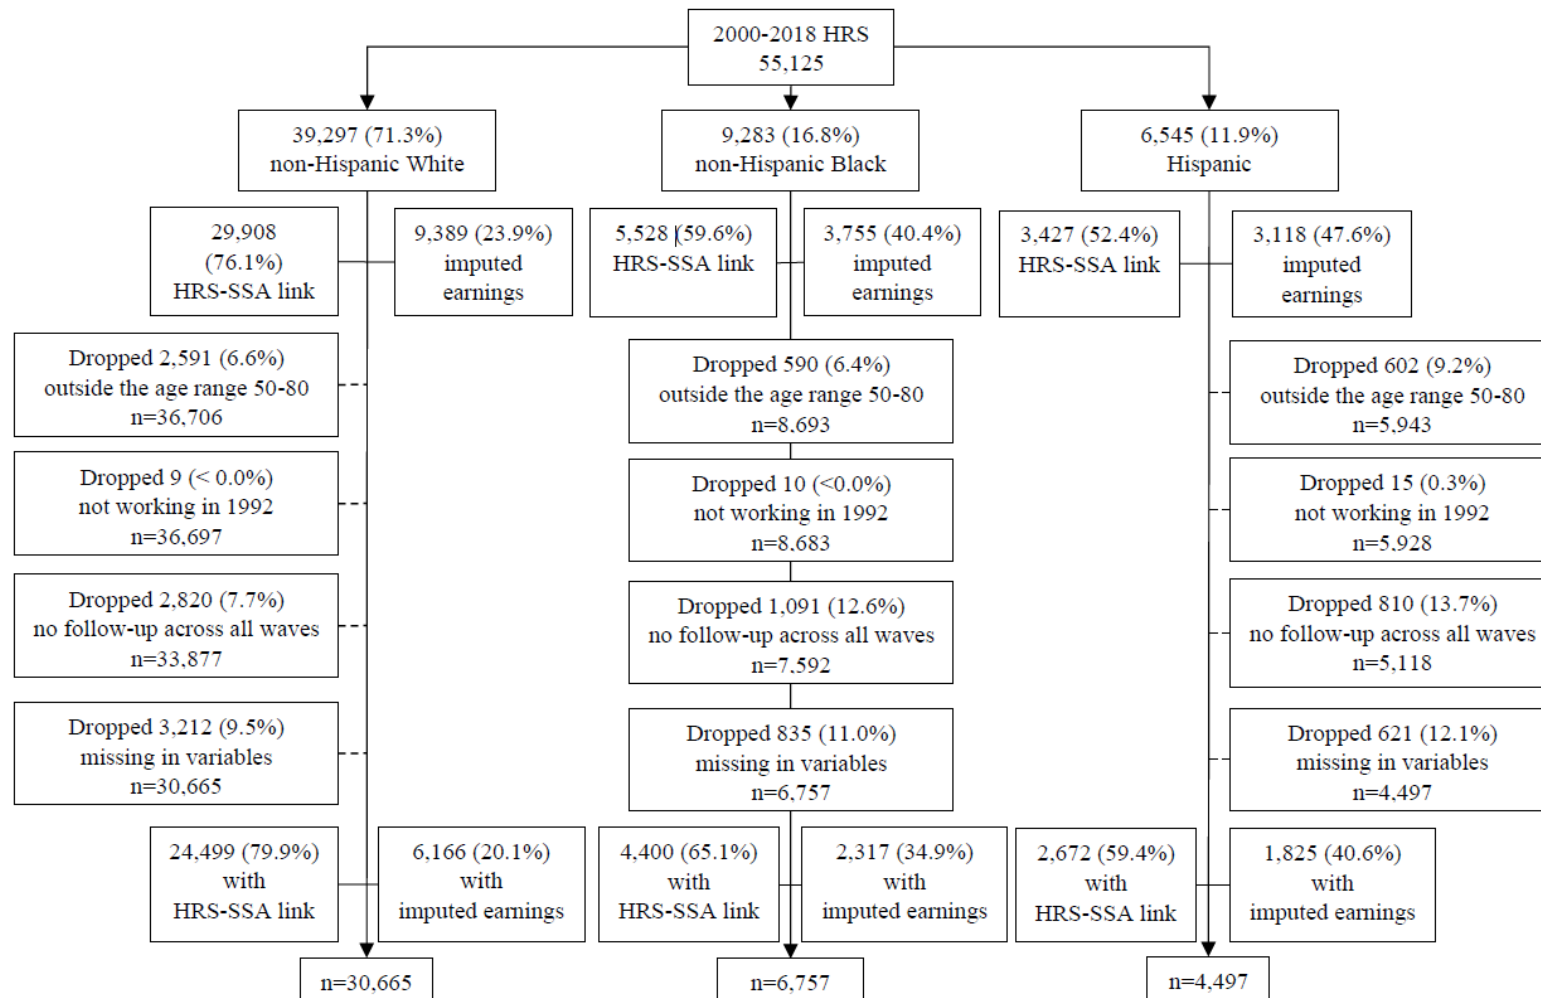 2000-2018 HRS
55,125
39,297 (71.3%)
non-Hispanic White
9,283 (16.8%)
non-Hispanic Black
6,545 (11.9%)
Hispanic
29,908
(76.1%)
HRS-SSA link
9,389 (23.9%)
imputed
earnings
5,528 (59.6%)
HRS-SSA link
3,755 (40.4%)
imputed
earnings
3,427 (52.4%)
HRS-SSA link
3,118 (47.6%)
imputed
earnings
Dropped 2,591 (6.6%)
outside the age range 50-80
n=36,706
Dropped 590 (6.4%)
outside the age range 50-80
n=8,693
Dropped 602 (9.2%)
outside the age range 50-80
n=5,943
Dropped 9 (< 0.0%)
not working in 1992
n=36,697
Dropped 10 (<0.0%)
not working in 1992
n=8,683
Dropped 15 (0.3%)
not working in 1992
n=5,928
Dropped 2,820 (7.7%)
no follow-up across all waves
n=33,877
Dropped 1,091 (12.6%)
no follow-up across all waves
n=7,592
Dropped 810 (13.7%)
no follow-up across all waves
n=5,118
Dropped 3,212 (9.5%)
missing in variables
n=30,665
Dropped 835 (11.0%)
missing in variables
n=6,757
Dropped 621 (12.1%)
missing in variables
n=4,497
24,499 (79.9%)
with
HRS-SSA link
6,166 (20.1%)
with
imputed earnings
4,400 (65.1%)
with
HRS-SSA link
2,317 (34.9%)
with
imputed earnings
2,672 (59.4%)
with
HRS-SSA link
1,825 (40.6%)
with
imputed earnings
n=30,665
n=6,757
n=4,497